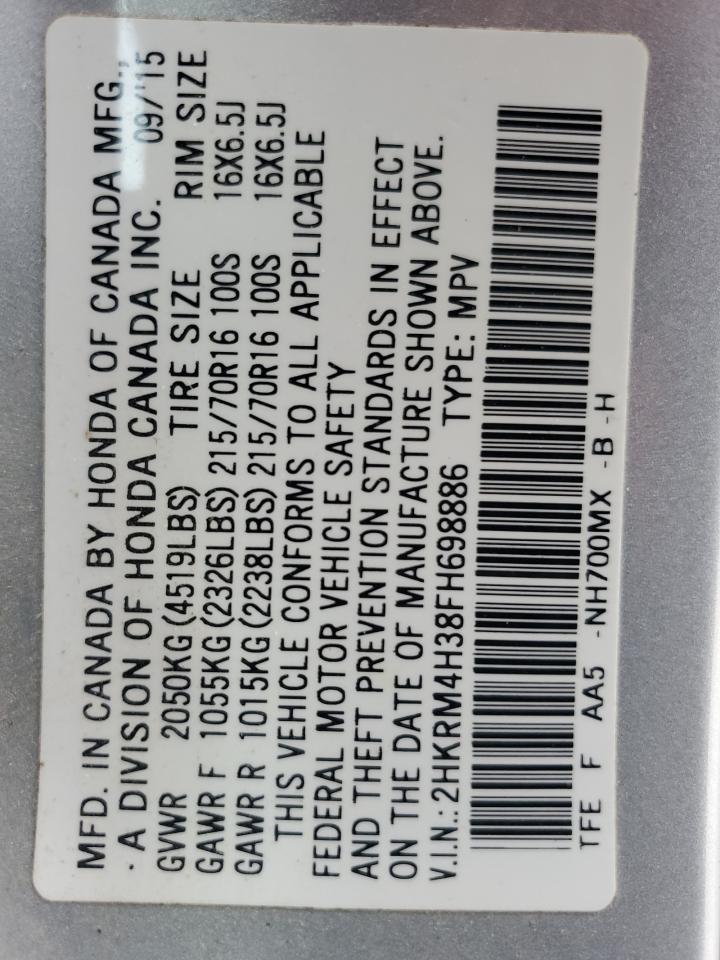 MFD. IN CANADA BY HONDA OF CANADA MFG.,
· A DIVISION OF HONDA CANADA INC. 09/'15
GVWR 2050KG (4519LBS) TIRE SIZE RIM SIZE
GAWR F 1055KG (2326LBS) 215/70R16 100S 16X6.5J
GAWR R 1015KG (2238LBS) 215/70R16 100S 16X6.5J
THIS VEHICLE CONFORMS TO ALL APPLICABLE
FEDERAL MOTOR VEHICLE SAFETY
AND THEFT PREVENTION STANDARDS IN EFFECT
ON THE DATE OF MANUFACTURE SHOWN ABOVE.
V.I.N.: 2HKRM4H38FH698886 TYPE: MPV
TFE F AA5 -NH700MX -B -H